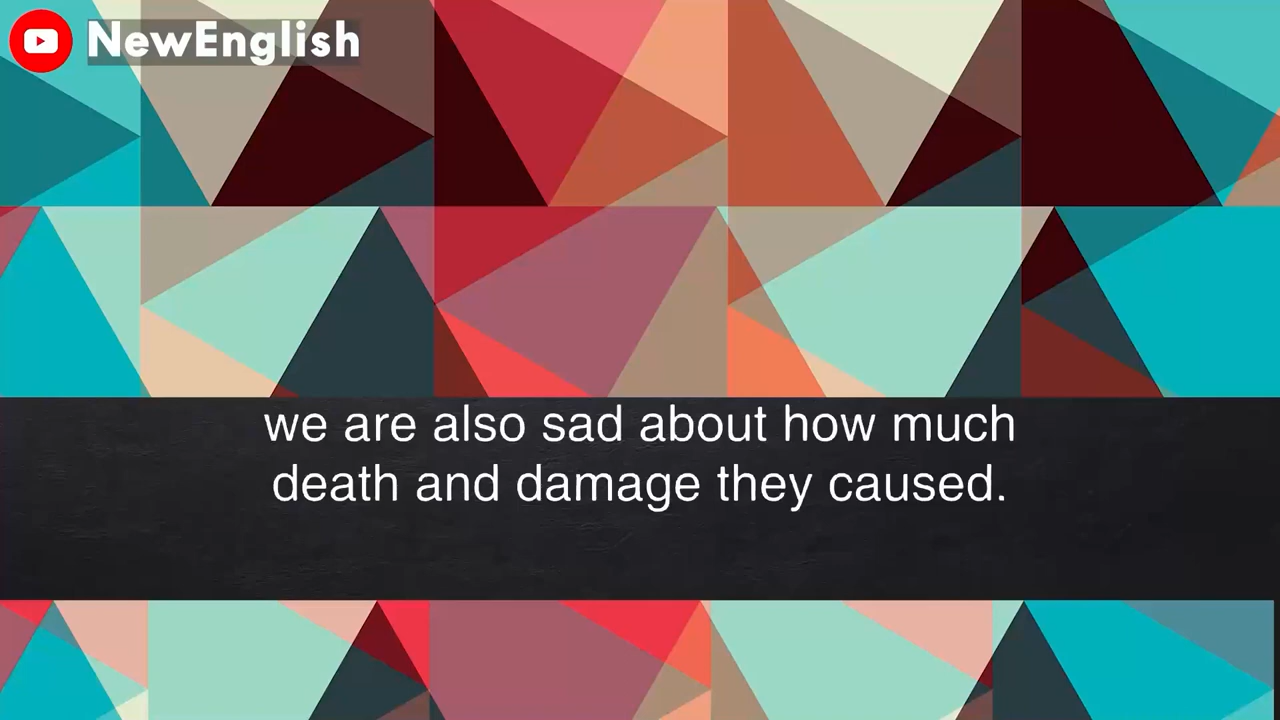 NewEnglish
we are also sad about how much
death and damage they caused.